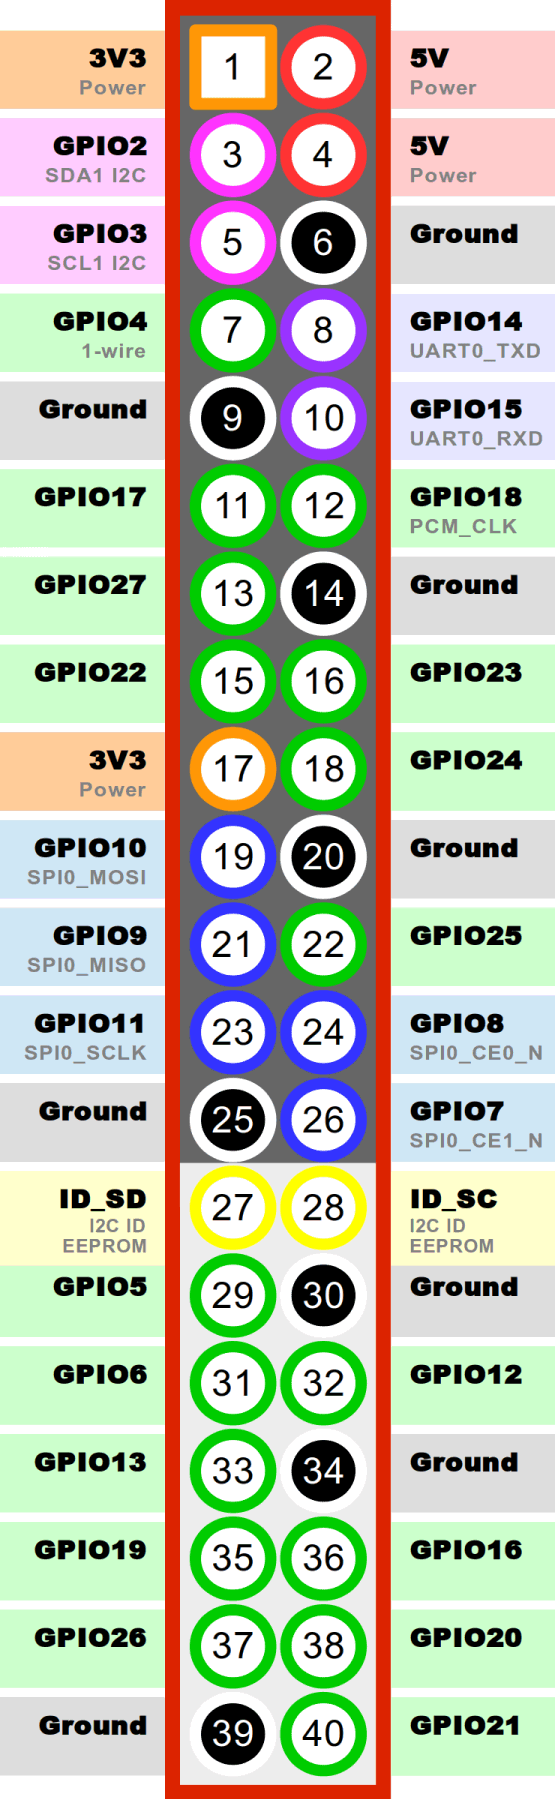 3V3 1 2 5V
Power Power
GPIO2 3 4 5V
SDA1 I2C Power
GPIO3 5 6 Ground
SCL1 I2C
GPIO4 7 8 GPIO14
1-wire UART0_TXD
Ground 9 10 GPIO15
UART0_RXD
GPIO17 11 12 GPIO18
PCM_CLK
GPIO27 13 14 Ground
GPIO22 15 16 GPIO23
3V3 17 18 GPIO24
Power
GPIO10 19 20 Ground
SPI0_MOSI
GPIO9 21 22 GPIO25
SPI0_MISO
GPIO11 23 24 GPIO8
SPI0_SCLK SPI0_CE0_N
Ground 25 26 GPIO7
SPI0_CE1_N
ID_SD 27 28 ID_SC
I2C ID I2C ID
EEPROM EEPROM
GPIO5 29 30 Ground
GPIO6 31 32 GPIO12
GPIO13 33 34 Ground
GPIO19 35 36 GPIO16
GPIO26 37 38 GPIO20
Ground 39 40 GPIO21